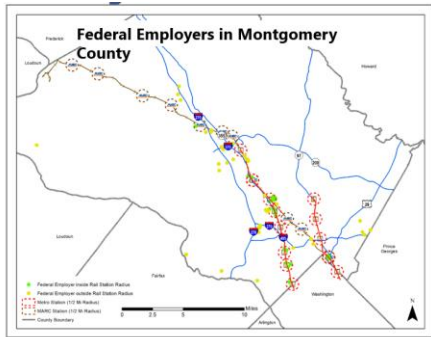 Federal Employers in Montgomery
County
Frederick
Loudoun
Howard
Loudoun
Fairfax
Prince
Georges
Washington
Arlington
Federal Employer inside Rail Station Radius
Federal Employer outside Rail Station Radius
Metro Station (1/2 Mi Radius)
MARC Station (1/2 Mi Radius)
County Boundary
Miles
0
2.5
5
10
N